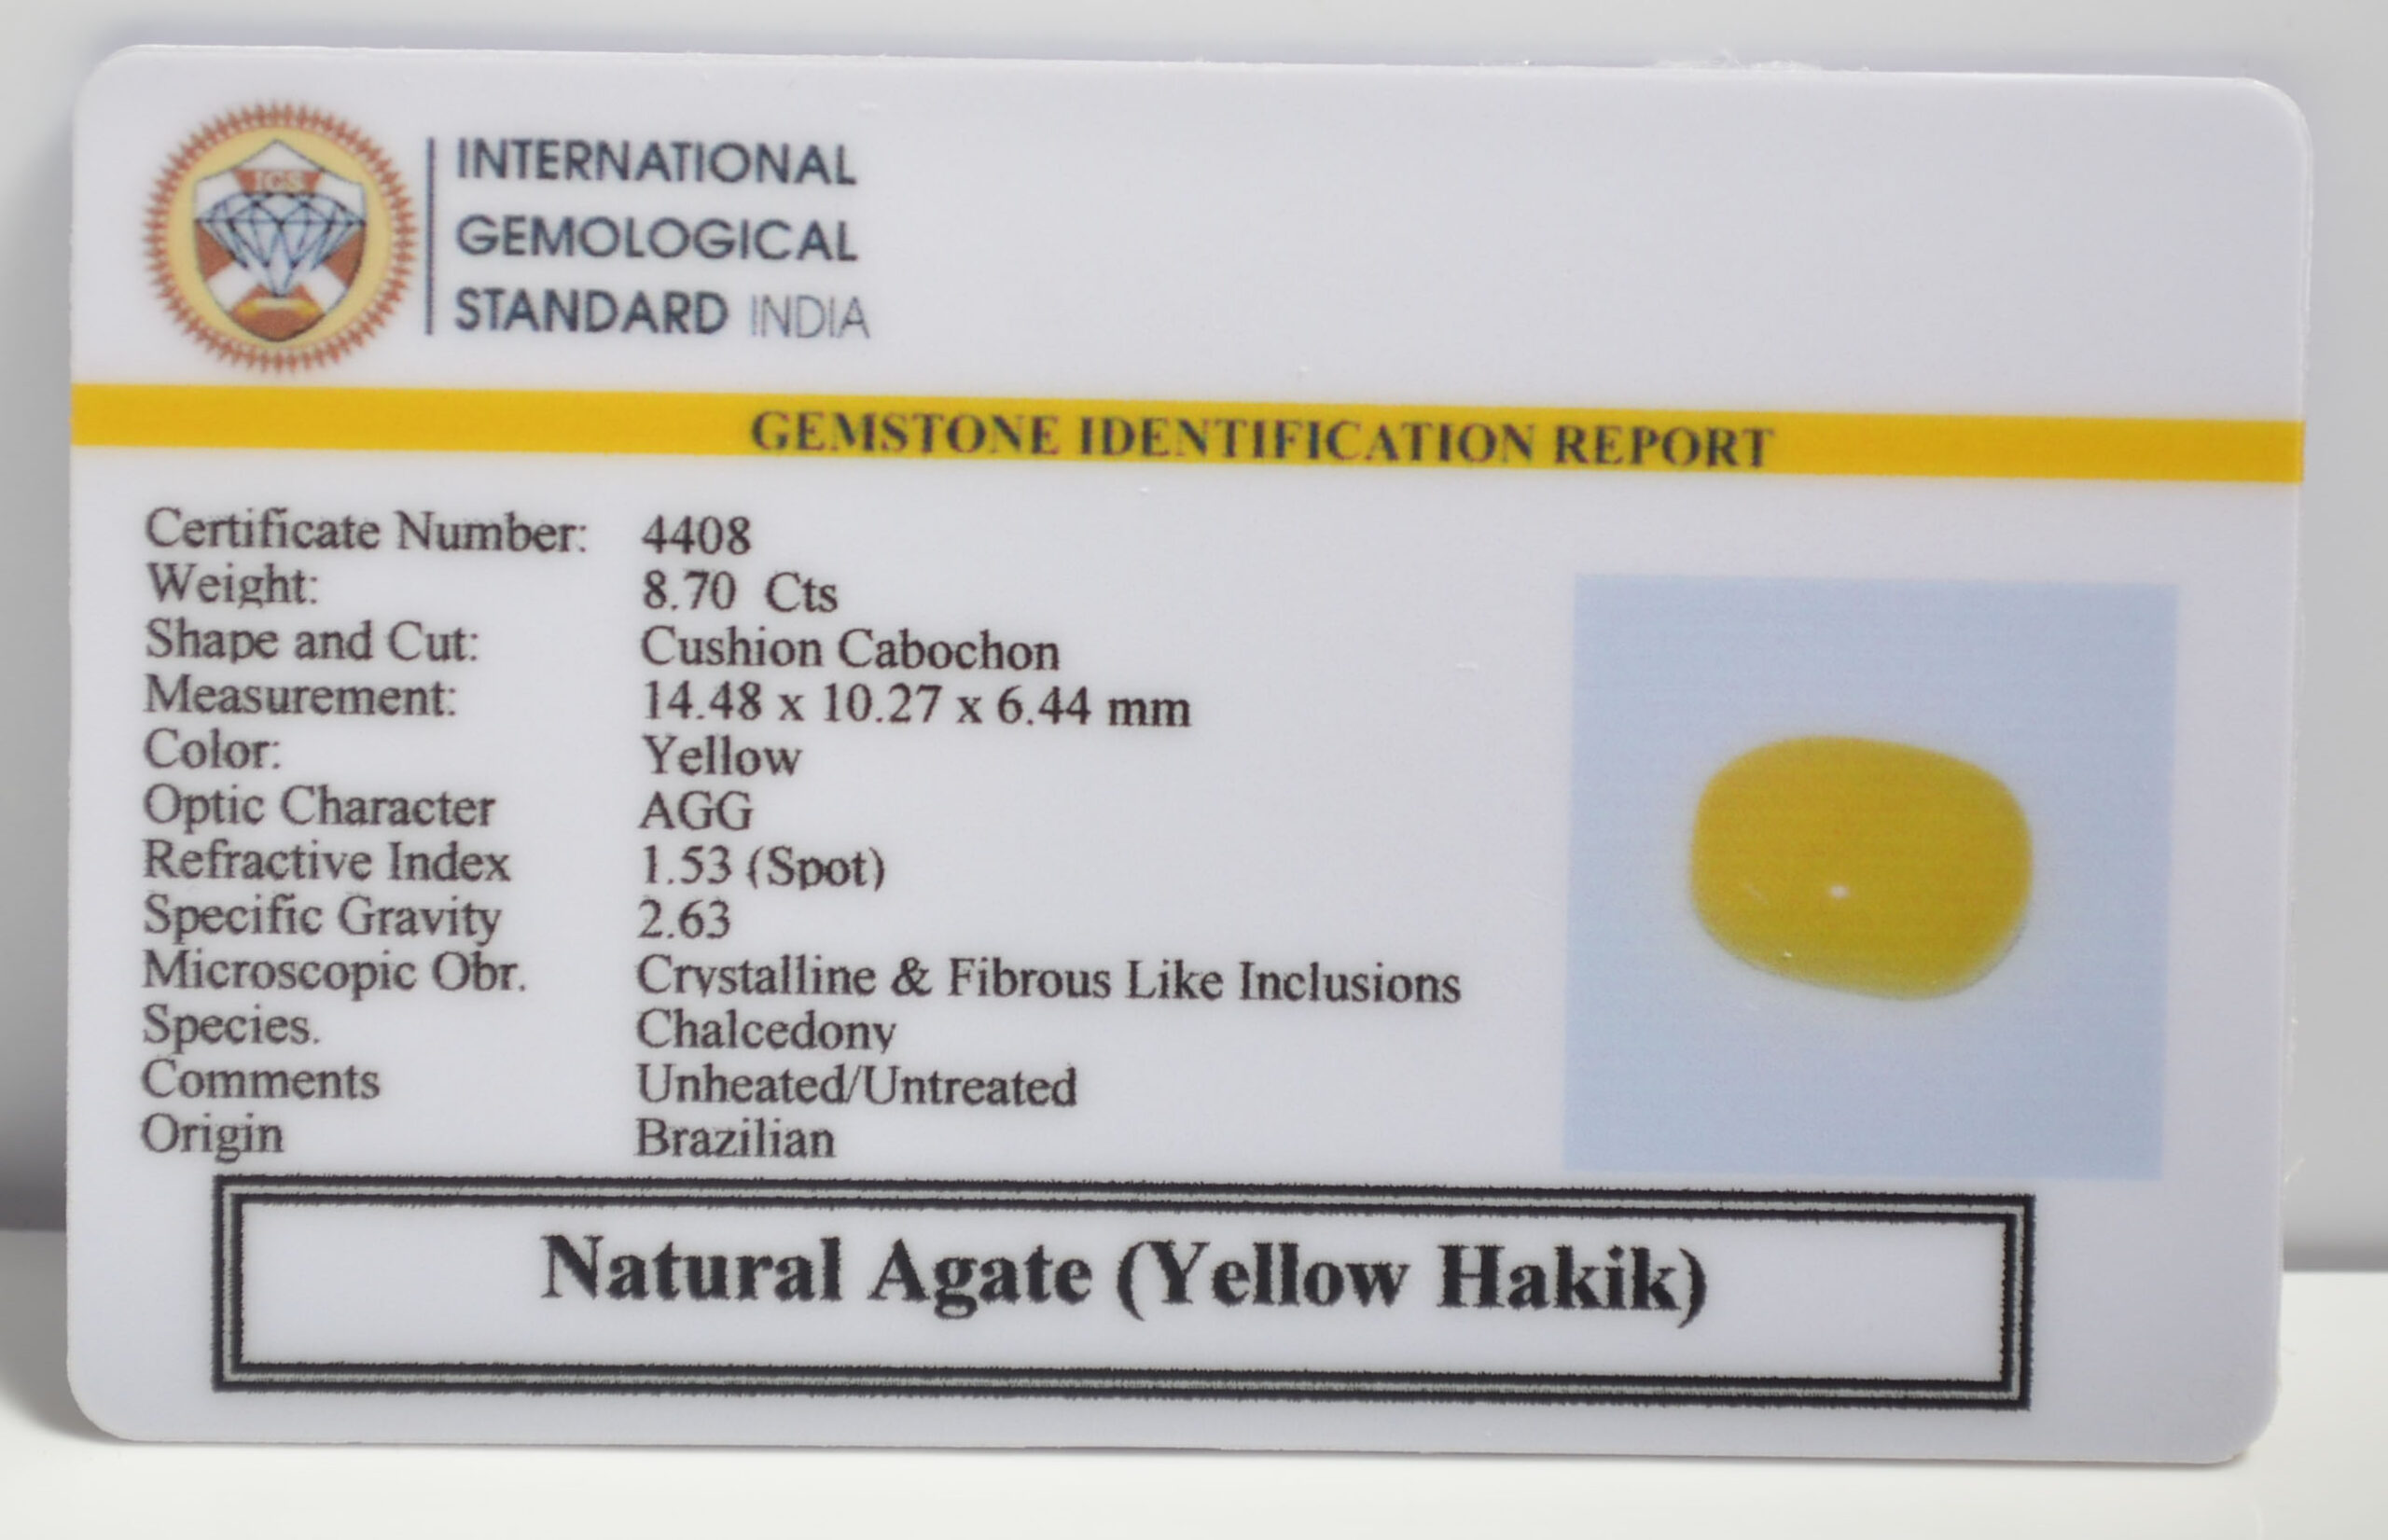 IGS
INTERNATIONAL
GEMOLOGICAL
STANDARD INDIA
GEMSTONE IDENTIFICATION REPORT
Certificate Number: 4408
Weight: 8.70 Cts
Shape and Cut: Cushion Cabochon
Measurement: 14.48 x 10.27 x 6.44 mm
Color: Yellow
Optic Character AGG
Refractive Index 1.53 (Spot)
Specific Gravity 2.63
Microscopic Obr. Crystalline & Fibrous Like Inclusions
Species. Chalcedony
Comments Unheated/Untreated
Origin Brazilian
Natural Agate (Yellow Hakik)